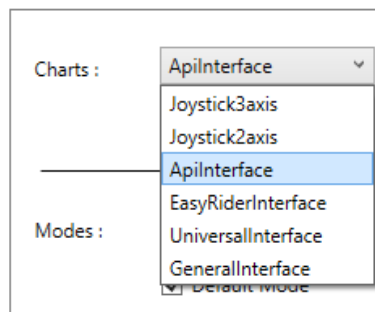 Charts :
ApiInterface
Joystick3axis
Joystick2axis
ApiInterface
EasyRiderInterface
UniversalInterface
GeneralInterface
Modes :
Default Mode